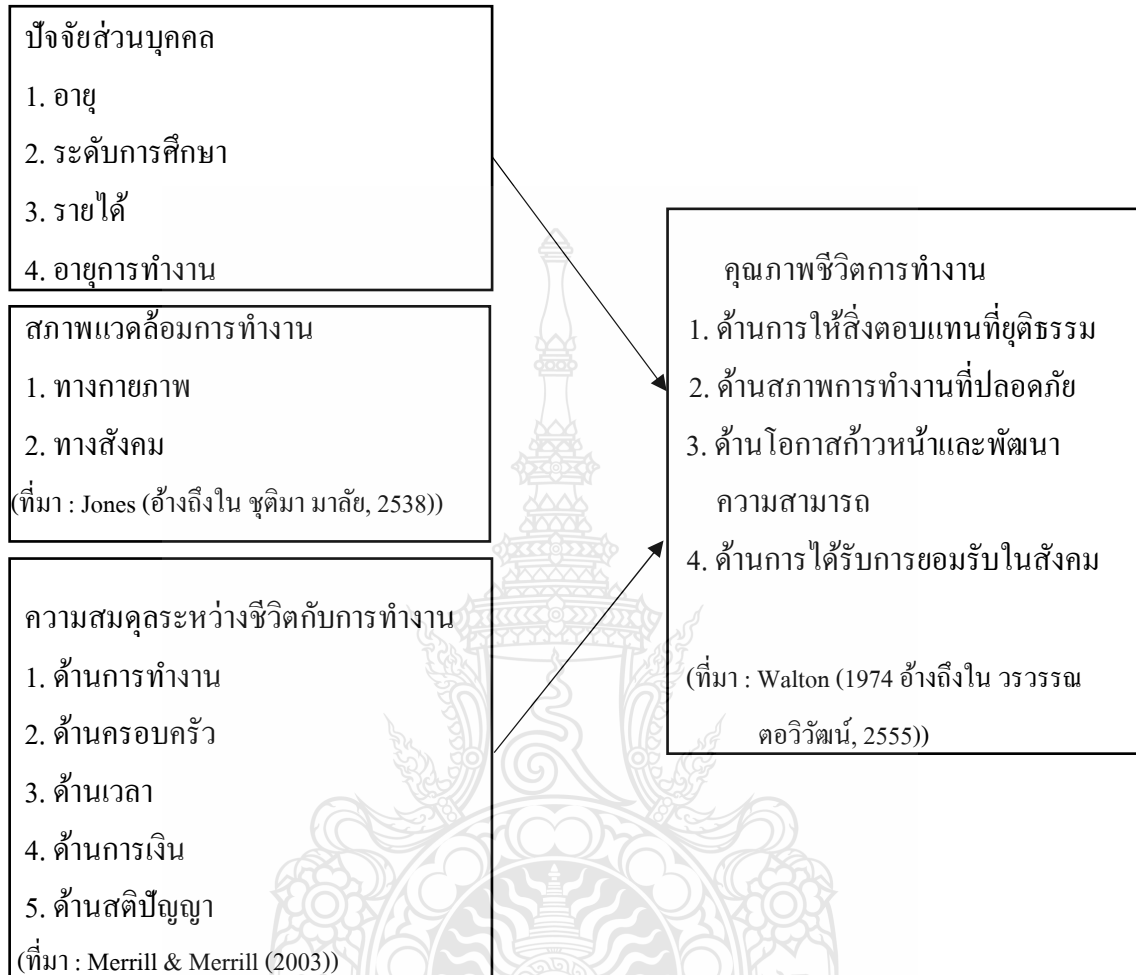 ปัจจัยส่วนบุคคล
1. อายุ
2. ระดับการศึกษา
3. รายได้
4. อายุการทำงาน
สภาพแวดล้อมการทำงาน
1. ทางกายภาพ
2. ทางสังคม
(ที่มา : Jones (อ้างถึงใน ชุติมา มาลัย, 2538))
ความสมดุลระหว่างชีวิตกับการทำงาน
1. ด้านการทำงาน
2. ด้านครอบครัว
3. ด้านเวลา
4. ด้านการเงิน
5. ด้านสติปัญญา
(ที่มา : Merrill & Merrill (2003))
คุณภาพชีวิตการทำงาน
1. ด้านการให้สิ่งตอบแทนที่ยุติธรรม
2. ด้านสภาพการทำงานที่ปลอดภัย
3. ด้านโอกาสก้าวหน้าและพัฒนา
ความสามารถ
4. ด้านการได้รับการยอมรับในสังคม
(ที่มา : Walton (1974 อ้างถึงใน วรวรรณ
ตอวิวัฒน์, 2555))